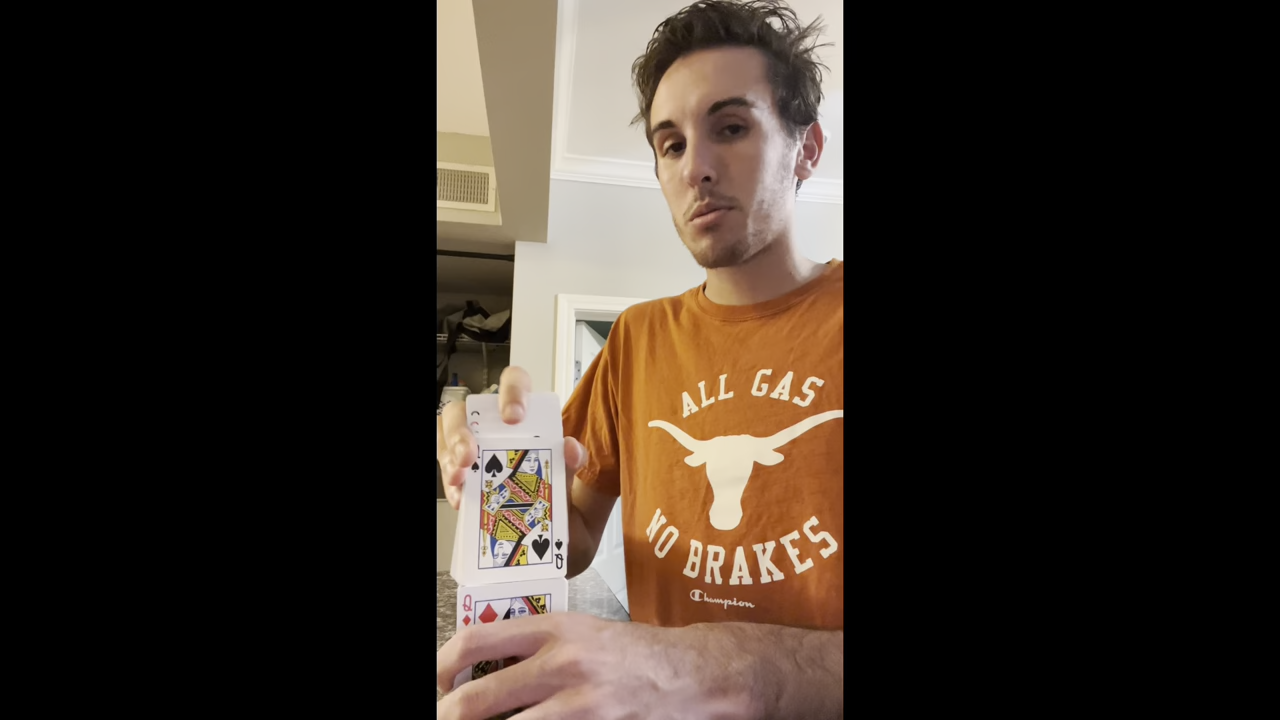 ALL GAS
NO BRAKES
Champion
Q
Q